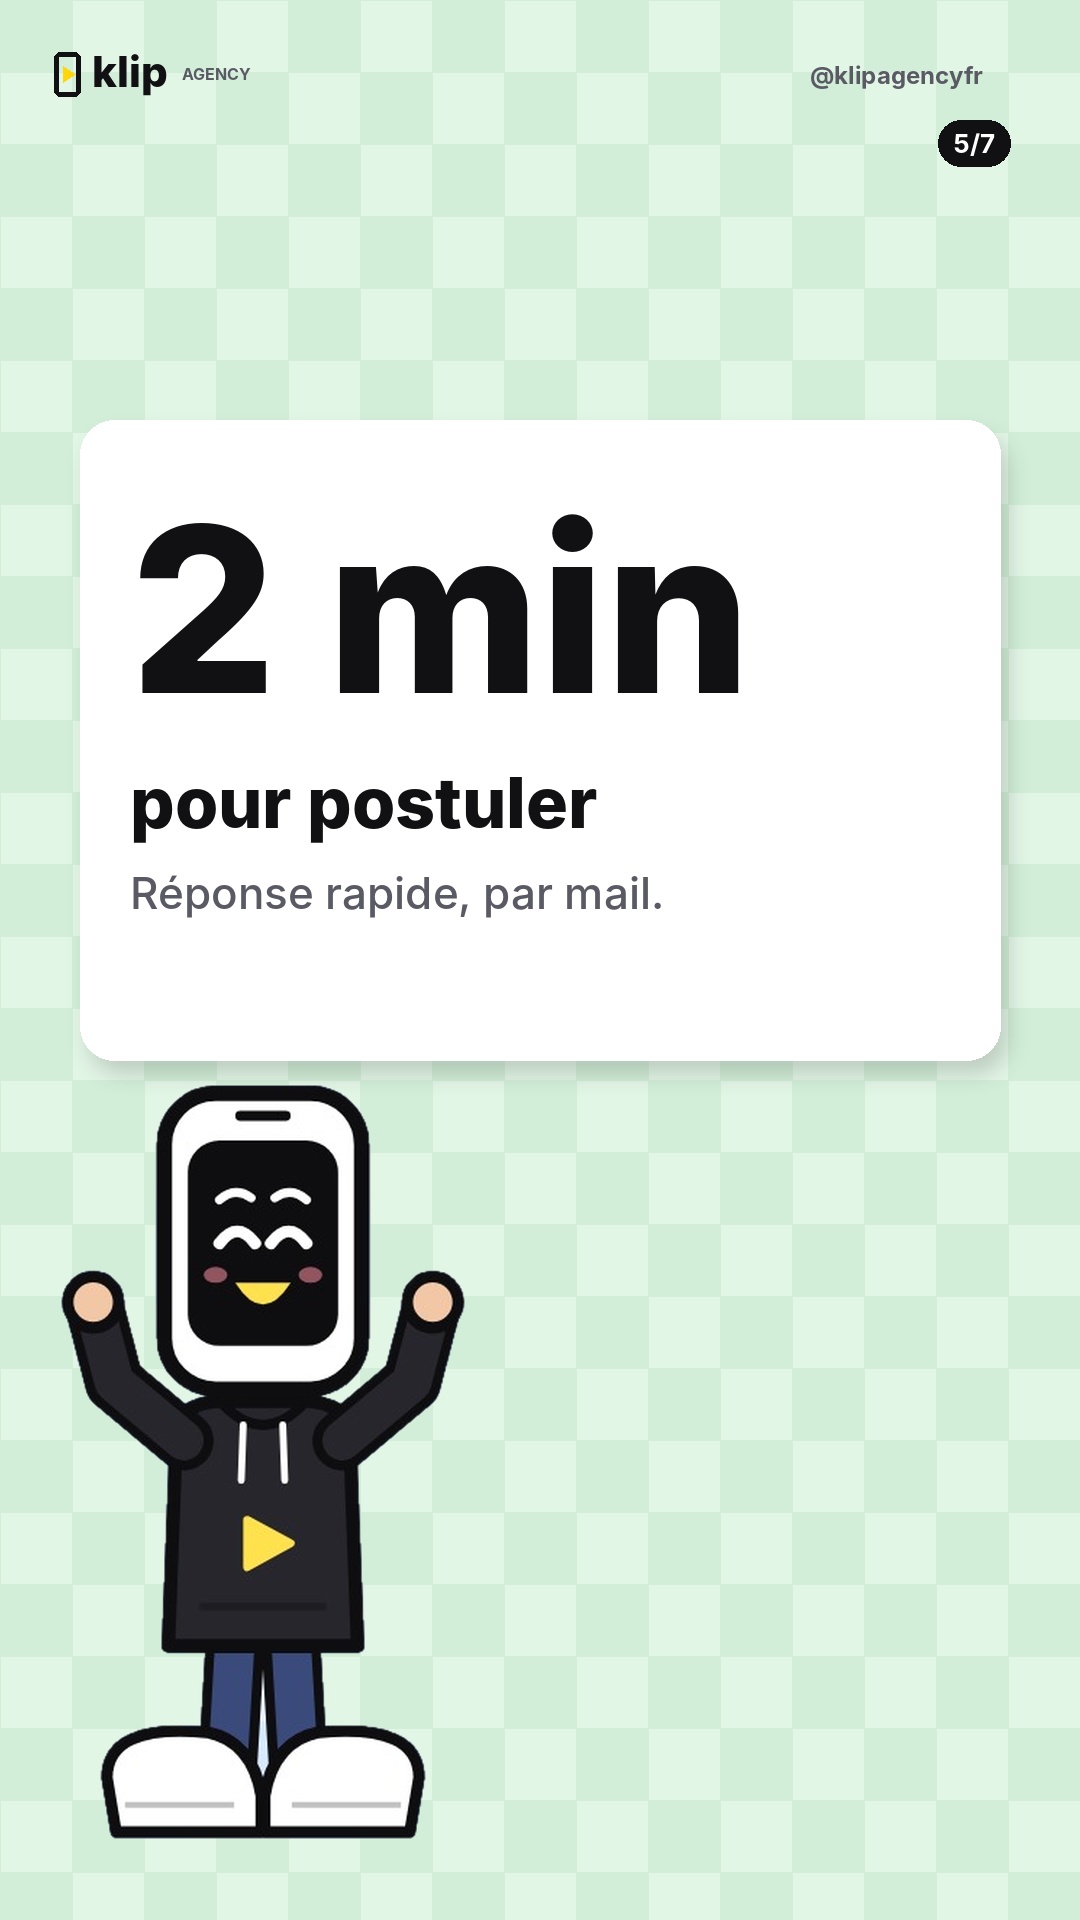 klip AGENCY
@klipagencyfr
5/7
2 min
pour postuler
Réponse rapide, par mail.